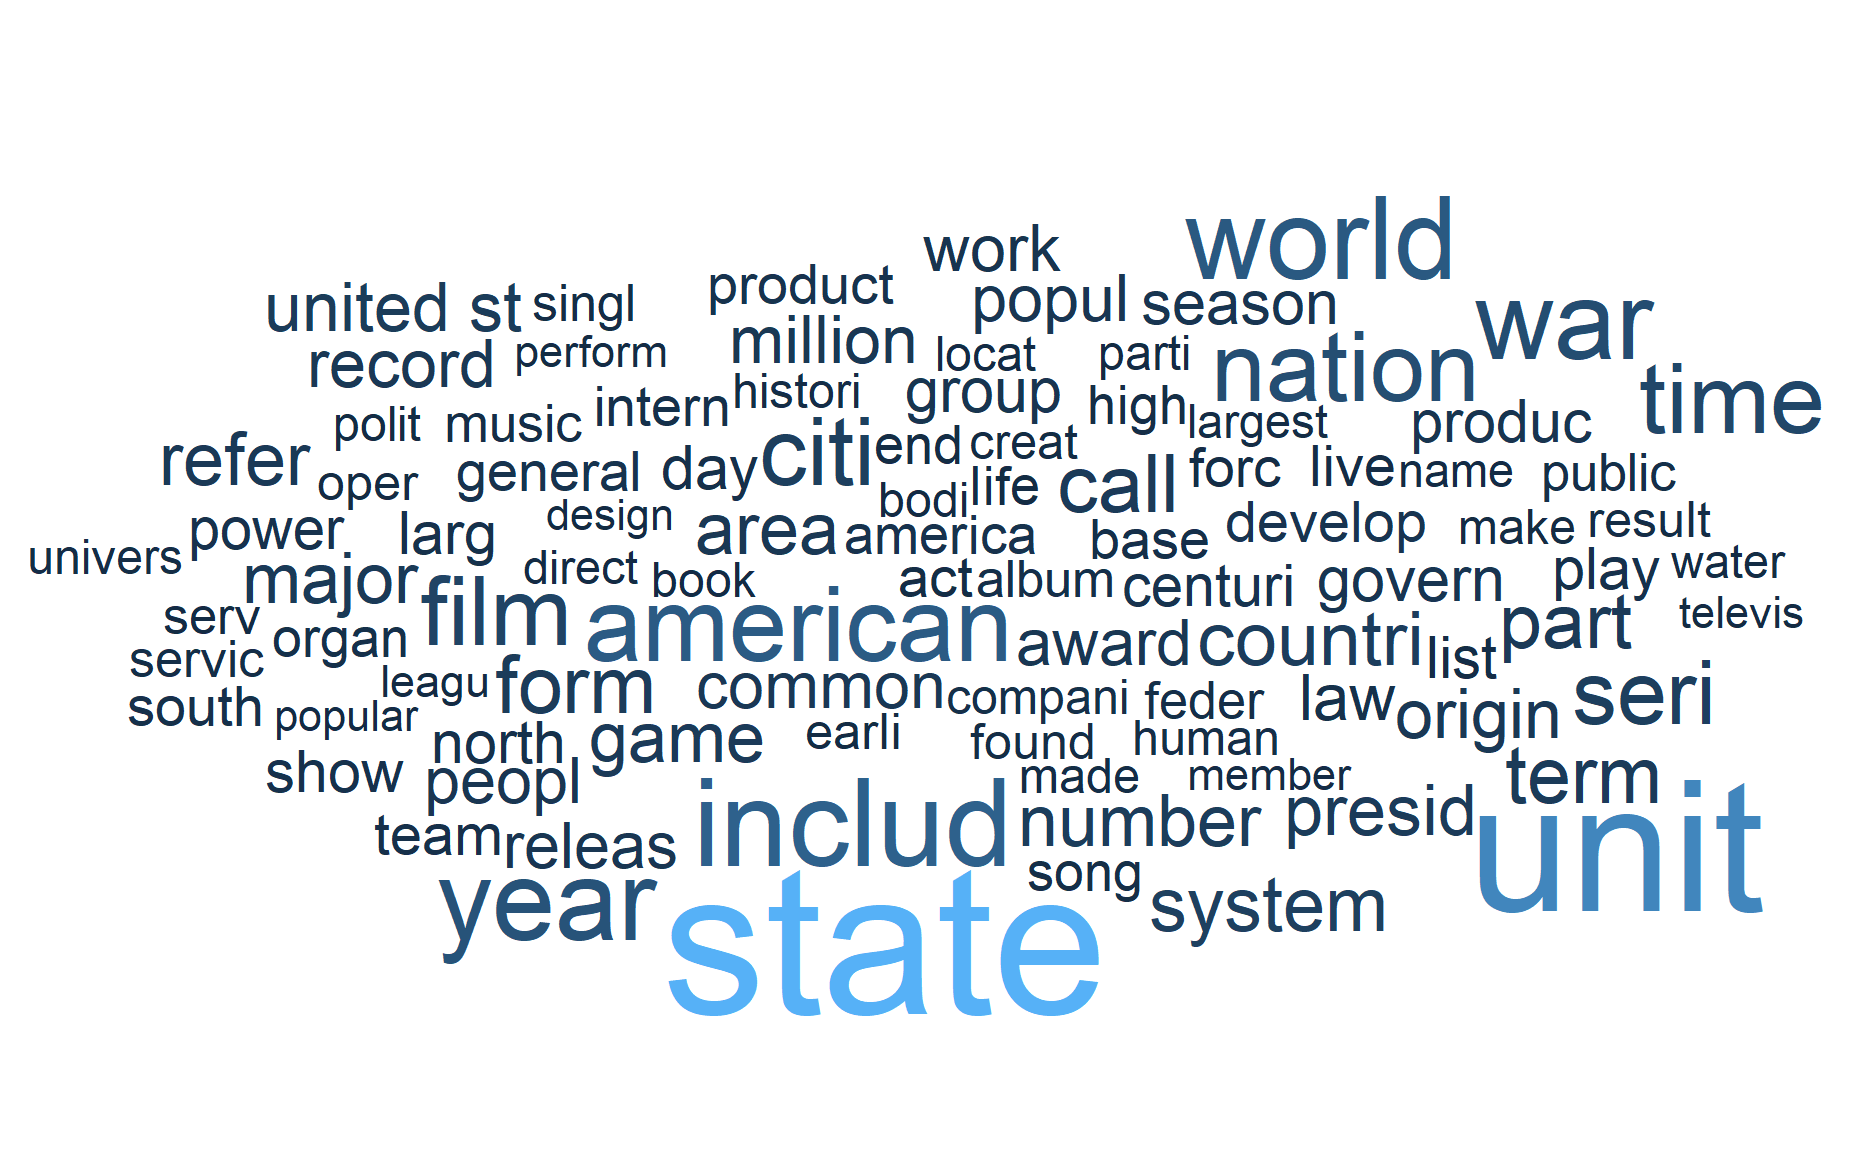 world
work
product
united st
singl
popul
season
war
million
record
perform
locat
parti
nation
time
histori
intern
group
high
largest
produc
polit
music
citi
end
creat
refer
oper
general
day
bodi
life
call
forc
live
name
public
power
larg
design
area
america
base
develop
make
result
univers
major
direct
book
act
album
centuri
govern
play
water
serv
organ
film
american
award
countri
list
part
televis
servic
south
leagu
popular
form
common
compani
feder
law
origin
seri
north
game
earli
found
human
show
peopl
made
member
term
team
releas
includ
number
presid
unit
song
year
state
system